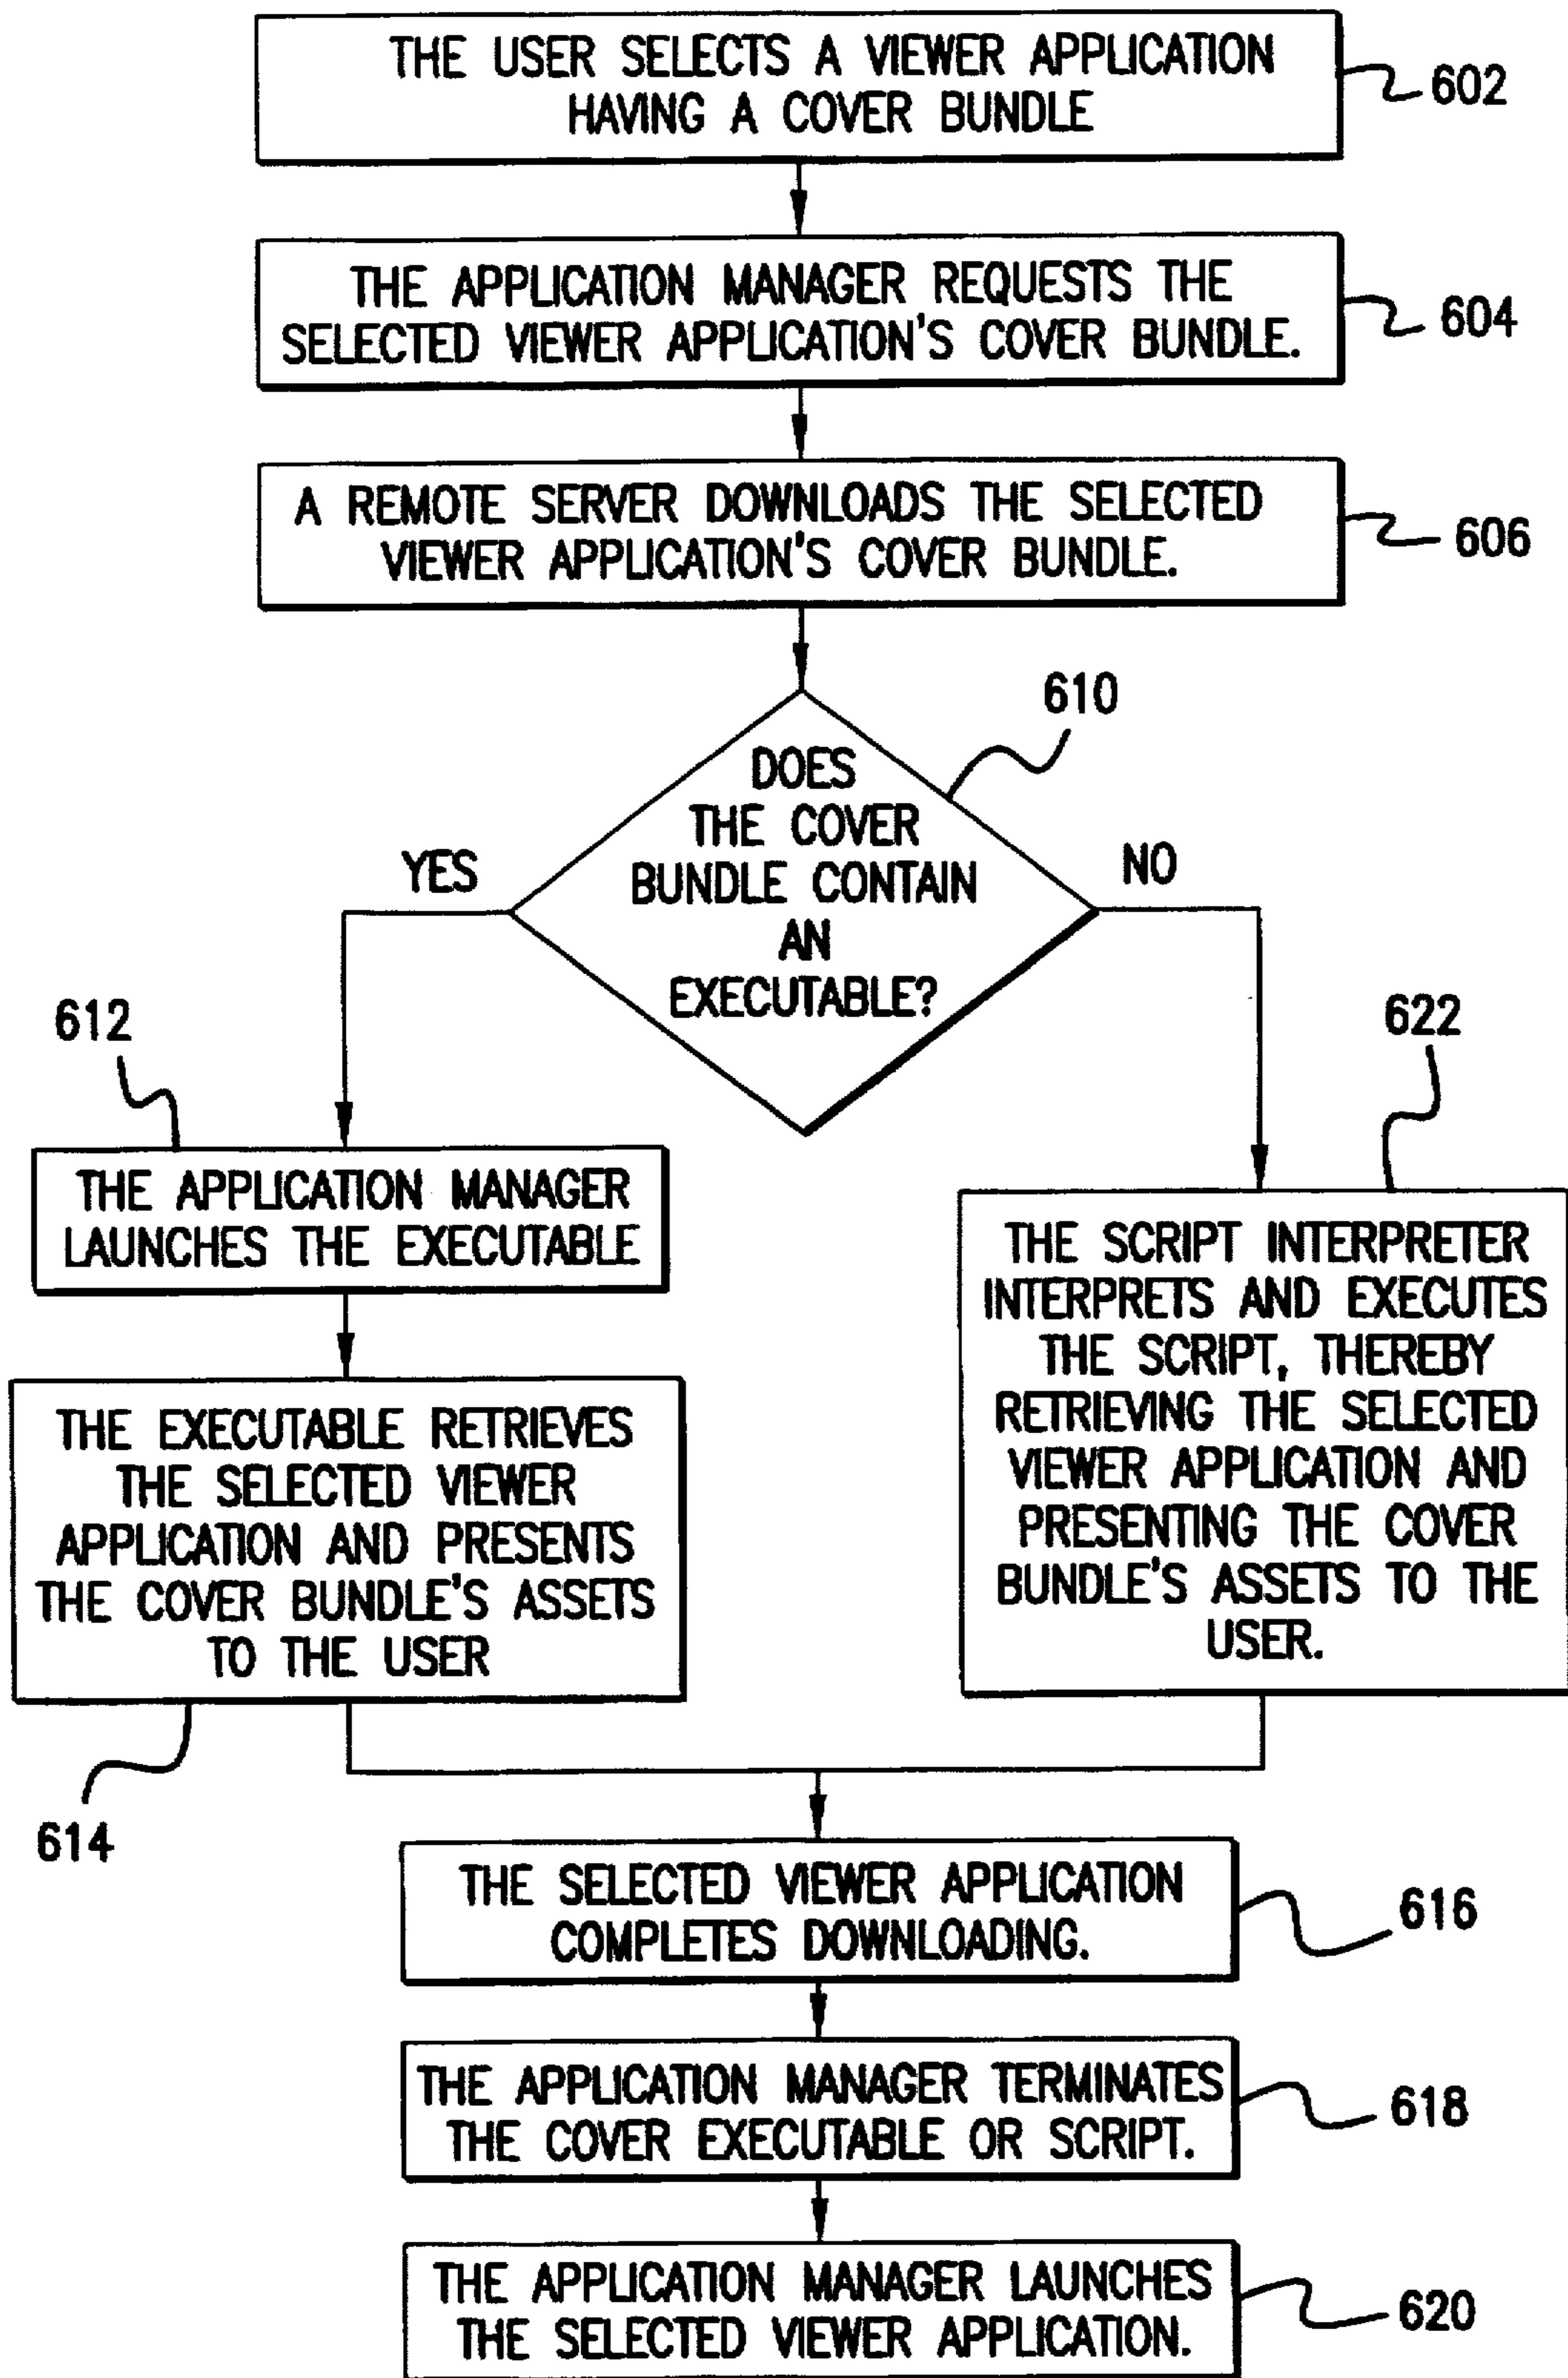 THE USER SELECTS A VIEWER APPLICATION
HAVING A COVER BUNDLE
602
THE APPLICATION MANAGER REQUESTS THE
SELECTED VIEWER APPLICATION'S COVER BUNDLE.
604
A REMOTE SERVER DOWNLOADS THE SELECTED
VIEWER APPLICATION'S COVER BUNDLE.
606
610
DOES
THE COVER
BUNDLE CONTAIN
AN
EXECUTABLE?
YES
NO
612
THE APPLICATION MANAGER
LAUNCHES THE EXECUTABLE
THE EXECUTABLE RETRIEVES
THE SELECTED VIEWER
APPLICATION AND PRESENTS
THE COVER BUNDLE'S ASSETS
TO THE USER
614
622
THE SCRIPT INTERPRETER
INTERPRETS AND EXECUTES
THE SCRIPT, THEREBY
RETRIEVING THE SELECTED
VIEWER APPLICATION AND
PRESENTING THE COVER
BUNDLE'S ASSETS TO THE
USER.
THE SELECTED VIEWER APPLICATION
COMPLETES DOWNLOADING.
616
THE APPLICATION MANAGER TERMINATES
THE COVER EXECUTABLE OR SCRIPT.
618
THE APPLICATION MANAGER LAUNCHES
THE SELECTED VIEWER APPLICATION.
620